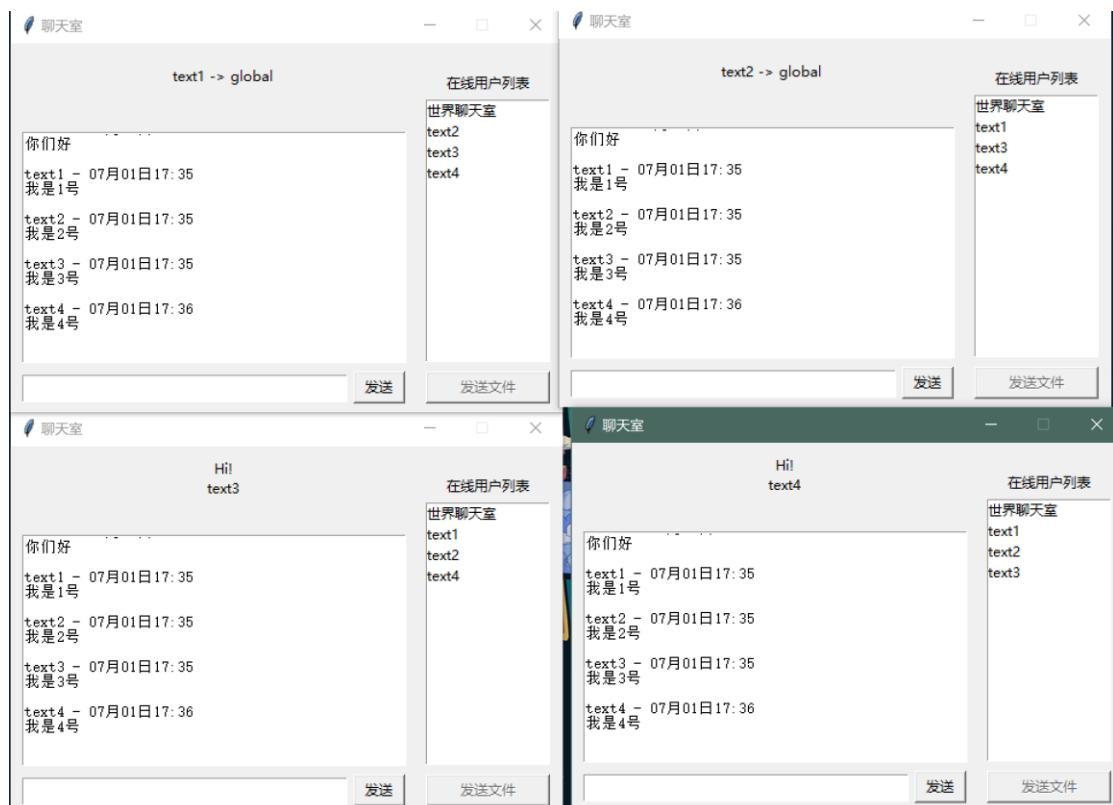 聊天室
text1 -> global
在线用户列表
世界聊天室
text2
text3
text4
你们好
text1 - 07月01日17:35
我是1号
text2 - 07月01日17:35
我是2号
text3 - 07月01日17:35
我是3号
text4 - 07月01日17:36
我是4号
发送
发送文件
聊天室
text2 -> global
在线用户列表
世界聊天室
text1
text3
text4
你们好
text1 - 07月01日17:35
我是1号
text2 - 07月01日17:35
我是2号
text3 - 07月01日17:35
我是3号
text4 - 07月01日17:36
我是4号
发送
发送文件
聊天室
Hi!
text3
在线用户列表
世界聊天室
text1
text2
text4
你们好
text1 - 07月01日17:35
我是1号
text2 - 07月01日17:35
我是2号
text3 - 07月01日17:35
我是3号
text4 - 07月01日17:36
我是4号
发送
发送文件
聊天室
Hi!
text4
在线用户列表
世界聊天室
text1
text2
text3
你们好
text1 - 07月01日17:35
我是1号
text2 - 07月01日17:35
我是2号
text3 - 07月01日17:35
我是3号
text4 - 07月01日17:36
我是4号
发送
发送文件